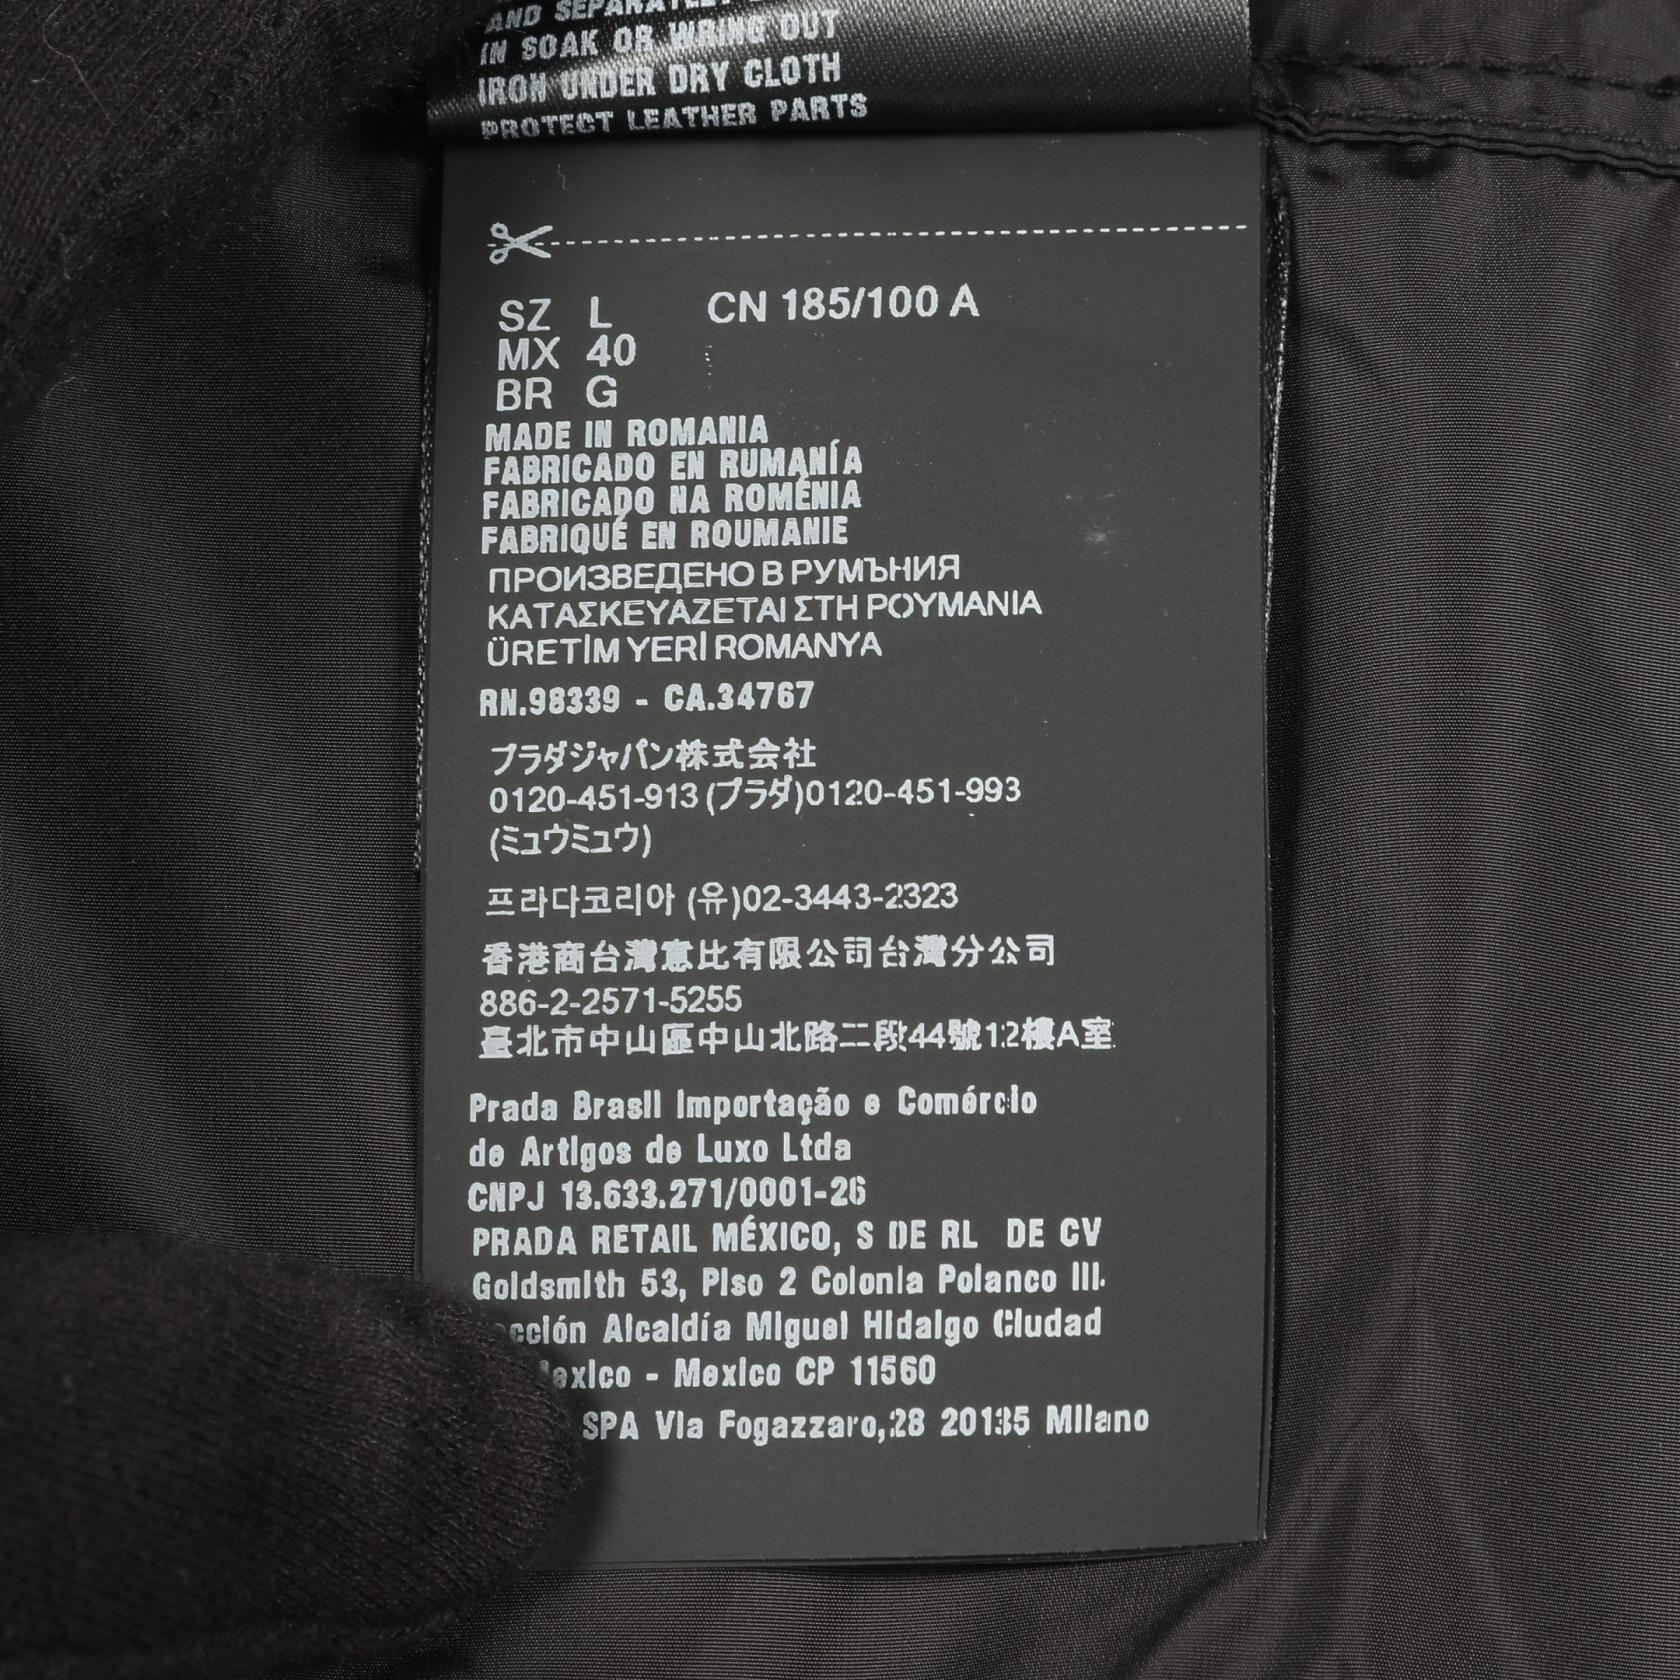 AND SEPARATELY
IN SOAK OR WRING OUT
IRON UNDER DRY CLOTH
PROTECT LEATHER PARTS
SZ L CN 185/100 A
MX 40
BR G
MADE IN ROMANIA
FABRICADO EN RUMANÍA
FABRICADO NA ROMÉNIA
FABRIQUÉ EN ROUMANIE
ПРОИЗВЕДЕНО В РУМЪНИЯ
ΚΑΤΑΣΚΕΥΑΖΕΤΑΙ ΣΤΗ ΡΟΥΜΑΝΙΑ
ÜRETİM YERİ ROMANYA
RN.98339 - CA.34767
プラダジャパン株式会社
0120-451-913 (プラダ)0120-451-993
(ミュウミュウ)
프라다코리아 (유)02-3443-2323
香港商台灣意比有限公司台灣分公司
886-2-2571-5255
臺北市中山區中山北路二段44號12樓A室
Prada Brasil Importação e Comércio
de Artigos de Luxo Ltda
CNPJ 13.633.271/0001-26
PRADA RETAIL MÉXICO, S DE RL DE CV
Goldsmith 53, Piso 2 Colonia Polanco III
cción Alcaldía Miguel Hidalgo Ciudad
exico - Mexico CP 11560
SPA Via Fogazzaro,28 20135 Milano